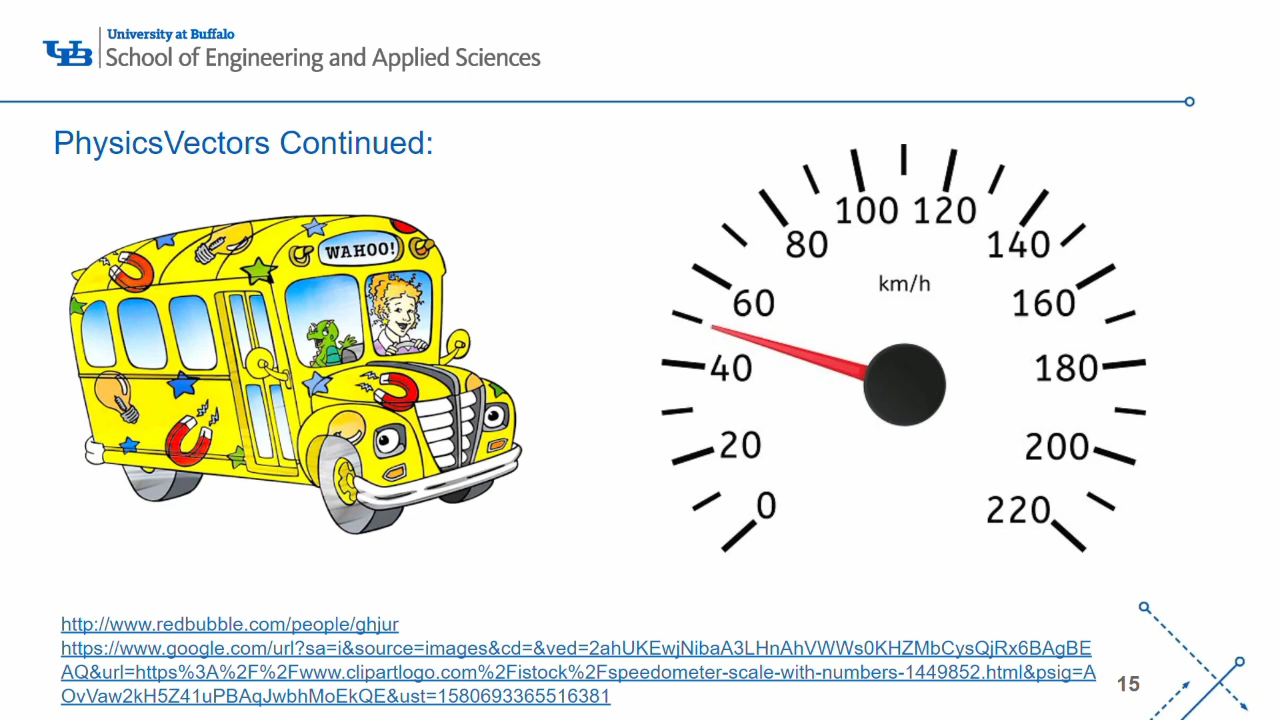 UB
University at Buffalo
School of Engineering and Applied Sciences
PhysicsVectors Continued:
WAHOO!
100 120
80 140
km/h
60 160
40 180
20 200
0 220
http://www.redbubble.com/people/ghjur
https://www.google.com/url?sa=i&source=images&cd=&ved=2ahUKEwjNibaA3LHnAhVWWs0KHZMbCysQjRx6BAgBE
AQ&url=https%3A%2F%2Fwww.clipartlogo.com%2Fistock%2Fspeedometer-scale-with-numbers-1449852.html&psig=A
OvVaw2kH5Z41uPBAqJwbhMoEkQE&ust=1580693365516381
15